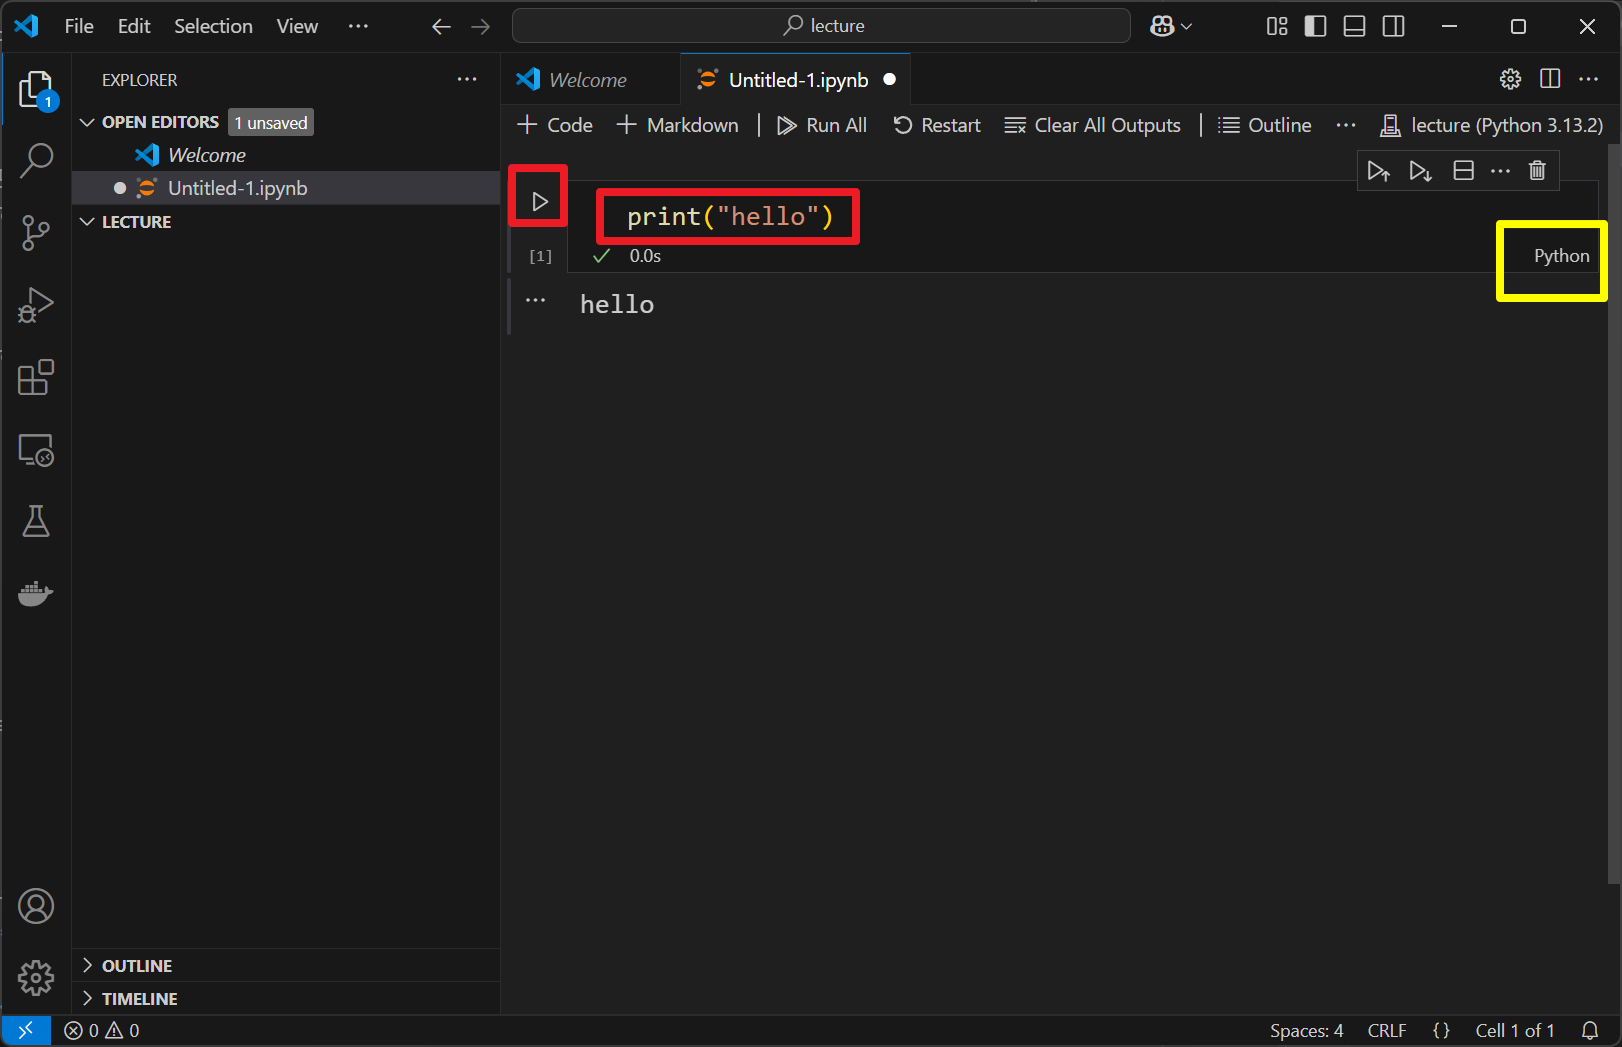 File Edit Selection View ··· lecture
EXPLORER ···
OPEN EDITORS 1 unsaved
Welcome
Untitled-1.ipynb
LECTURE
OUTLINE
TIMELINE
Welcome Untitled-1.ipynb
Code Markdown Run All Restart Clear All Outputs Outline ··· lecture (Python 3.13.2)
print("hello")
[1] 0.0s Python
hello
0 0 Spaces: 4 CRLF {} Cell 1 of 1
1